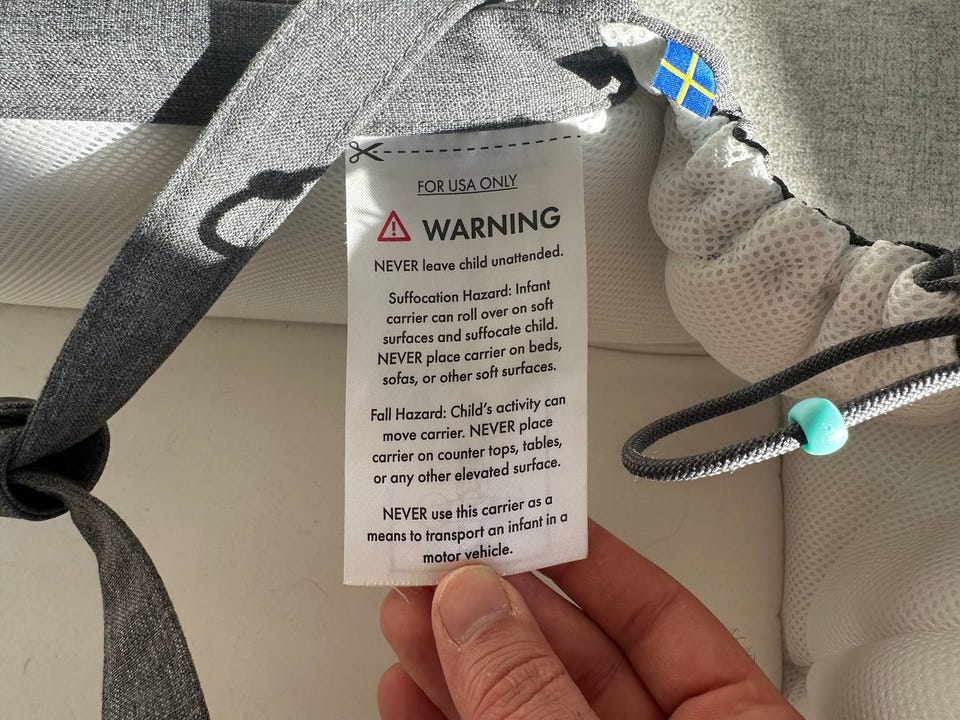 FOR USA ONLY
WARNING
NEVER leave child unattended.
Suffocation Hazard: Infant
carrier can roll over on soft
surfaces and suffocate child.
NEVER place carrier on beds,
sofas, or other soft surfaces.
Fall Hazard: Child's activity can
move carrier. NEVER place
carrier on counter tops, tables,
or any other elevated surface.
NEVER use this carrier as a
means to transport an infant in a
motor vehicle.